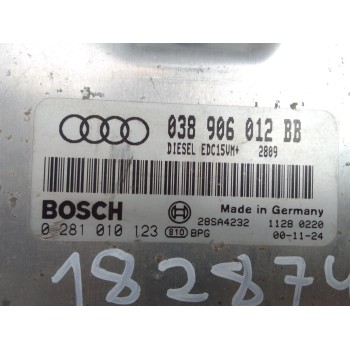 038 906 012 BB
DIESEL EDC15VM+ 2809
BOSCH
Made in Germany
28SA4232 1128 0220
0 281 010 123 810 BPG 00-11-24
182874